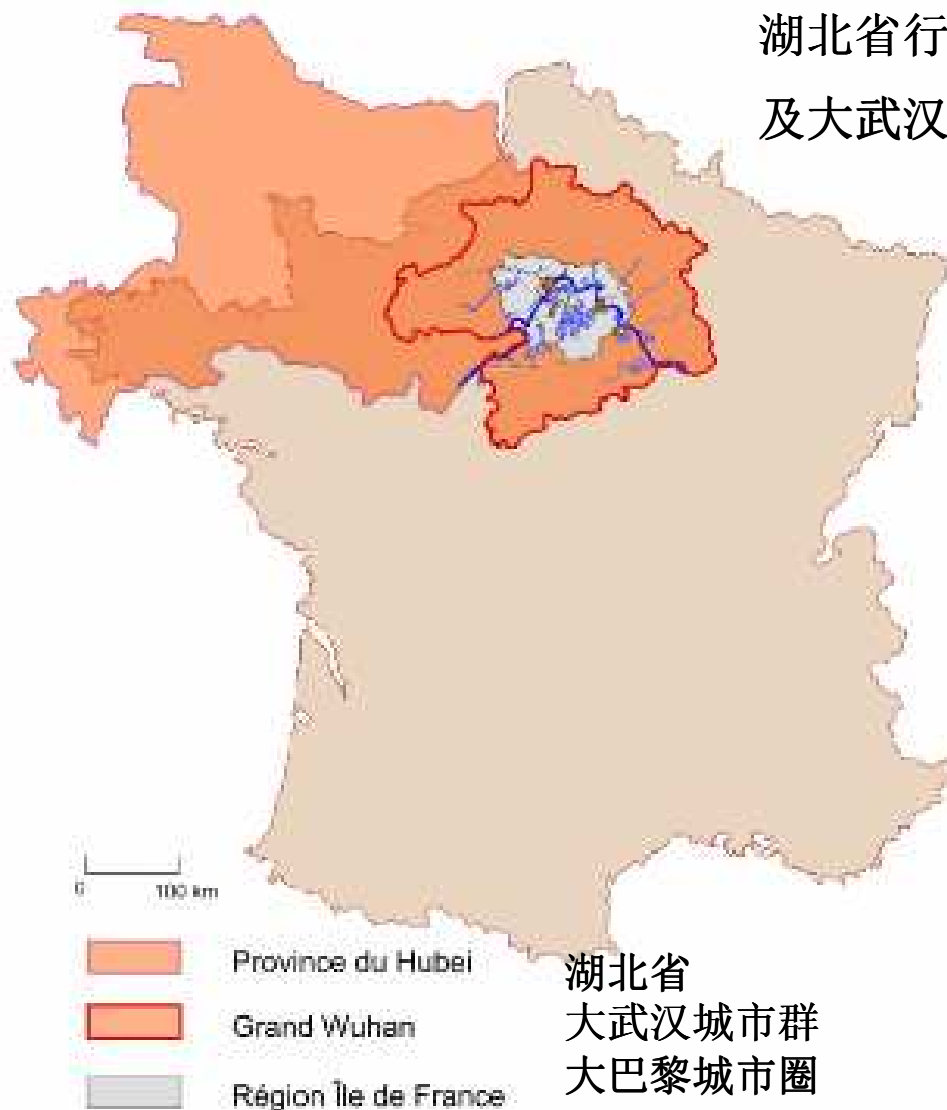 湖北省行
及大武汉
0 100 km
Province du Hubei
湖北省
Grand Wuhan
大武汉城市群
Région Île de France
大巴黎城市圈